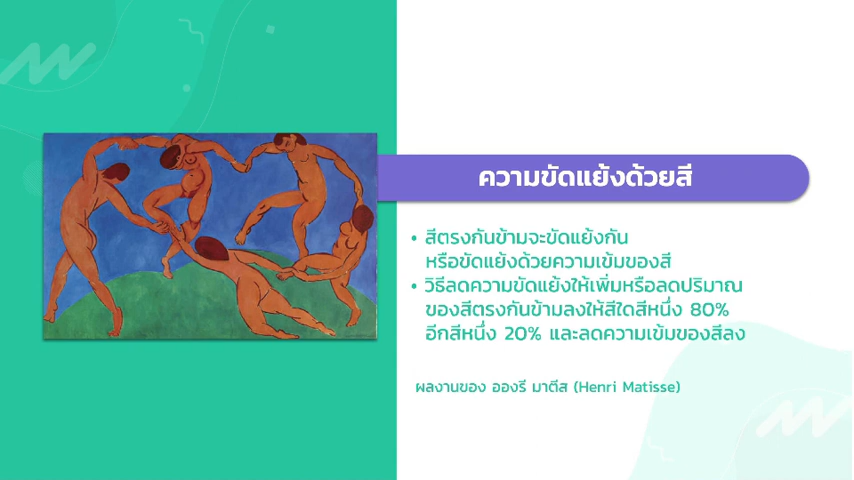 ความขัดแย้งด้วยสี
• สีตรงกันข้ามจะขัดแย้งกัน
หรือขัดแย้งด้วยความเข้มของสี
• วิธีลดความขัดแย้งให้เพิ่มหรือลดปริมาณ
ของสีตรงกันข้ามลงให้สีใดสีหนึ่ง 80%
อีกสีหนึ่ง 20% และลดความเข้มของสีลง
ผลงานของ อองรี มาตีส (Henri Matisse)